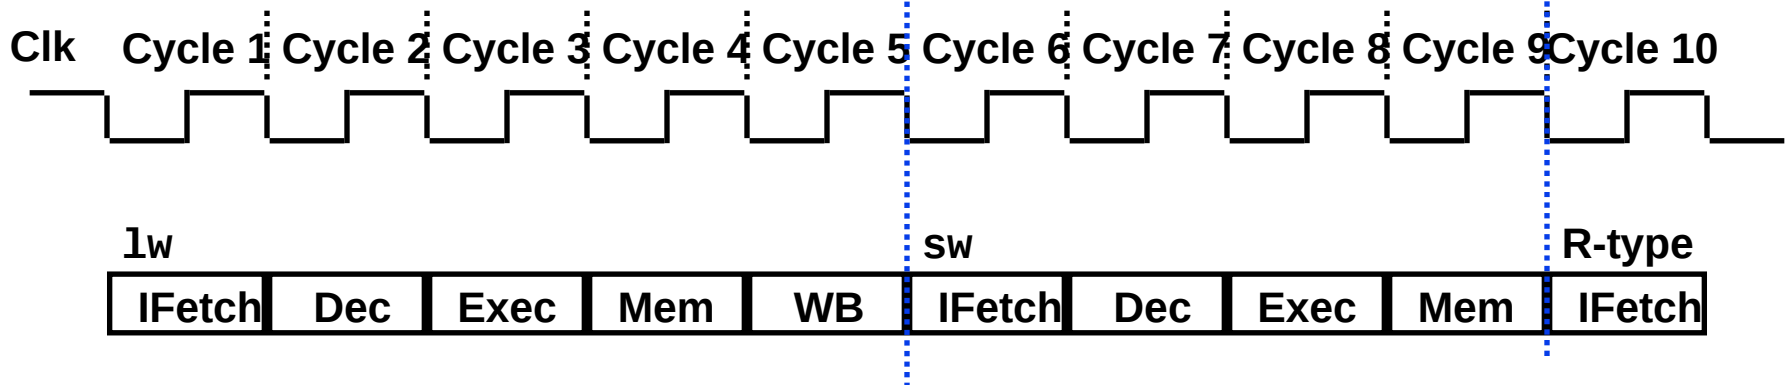 Clk Cycle 1 Cycle 2 Cycle 3 Cycle 4 Cycle 5 Cycle 6 Cycle 7 Cycle 8 Cycle 9 Cycle 10
lw sw R-type
IFetch Dec Exec Mem WB IFetch Dec Exec Mem IFetch